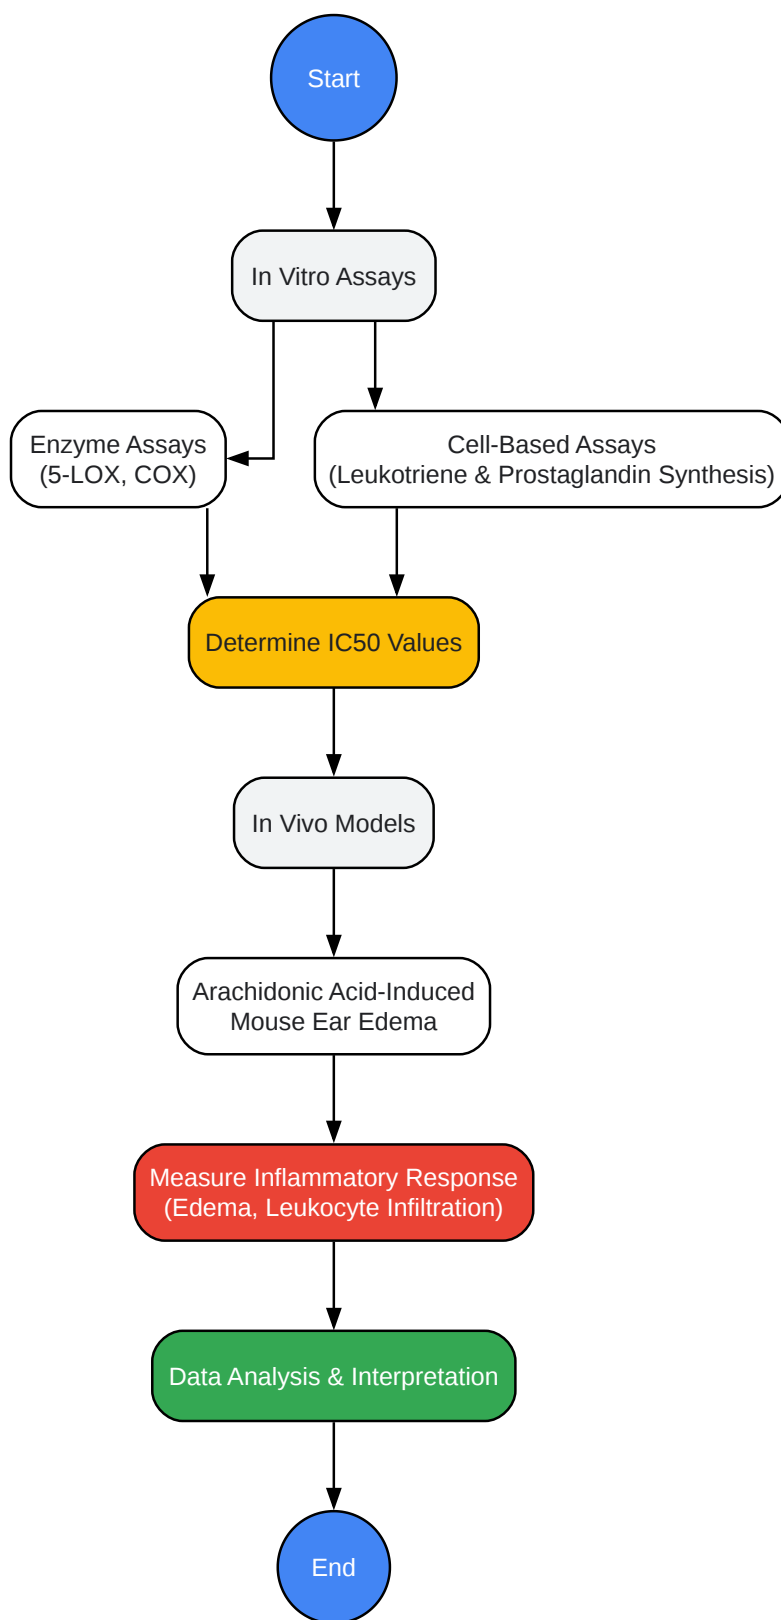 Start
In Vitro Assays
Enzyme Assays
(5-LOX, COX)
Cell-Based Assays
(Leukotriene & Prostaglandin Synthesis)
Determine IC50 Values
In Vivo Models
Arachidonic Acid-Induced
Mouse Ear Edema
Measure Inflammatory Response
(Edema, Leukocyte Infiltration)
Data Analysis & Interpretation
End